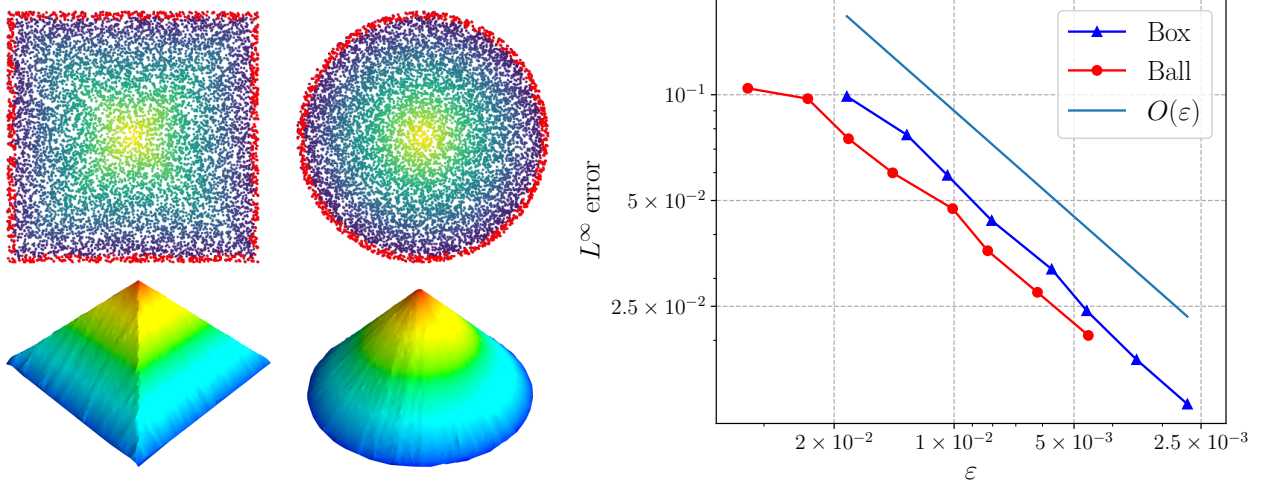 Box
Ball
O(ε)
10⁻¹
5 × 10⁻²
2.5 × 10⁻²
L^∞ error
2 × 10⁻²
1 × 10⁻²
5 × 10⁻³
2.5 × 10⁻³
ε